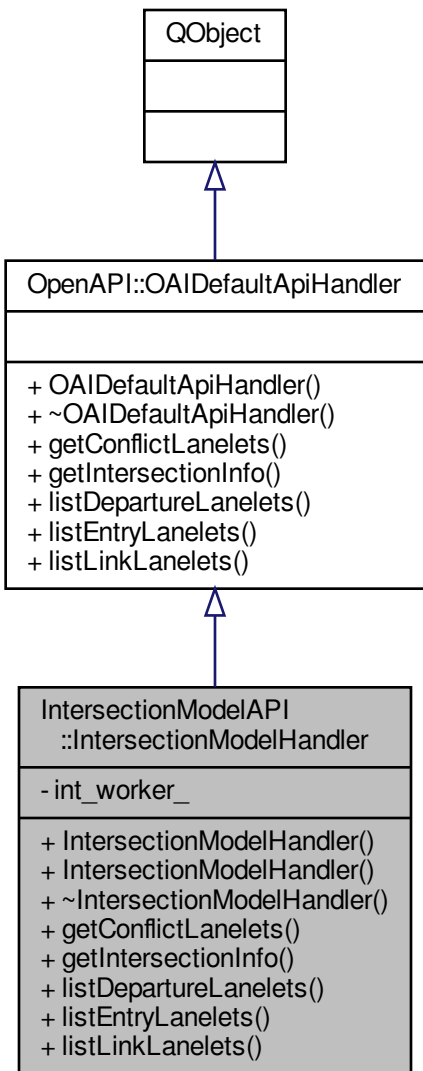 QObject
OpenAPI::OAIDefaultApiHandler
+ OAIDefaultApiHandler()
+ ~OAIDefaultApiHandler()
+ getConflictLanelets()
+ getIntersectionInfo()
+ listDepartureLanelets()
+ listEntryLanelets()
+ listLinkLanelets()
IntersectionModelAPI
::IntersectionModelHandler
- int_worker_
+ IntersectionModelHandler()
+ IntersectionModelHandler()
+ ~IntersectionModelHandler()
+ getConflictLanelets()
+ getIntersectionInfo()
+ listDepartureLanelets()
+ listEntryLanelets()
+ listLinkLanelets()